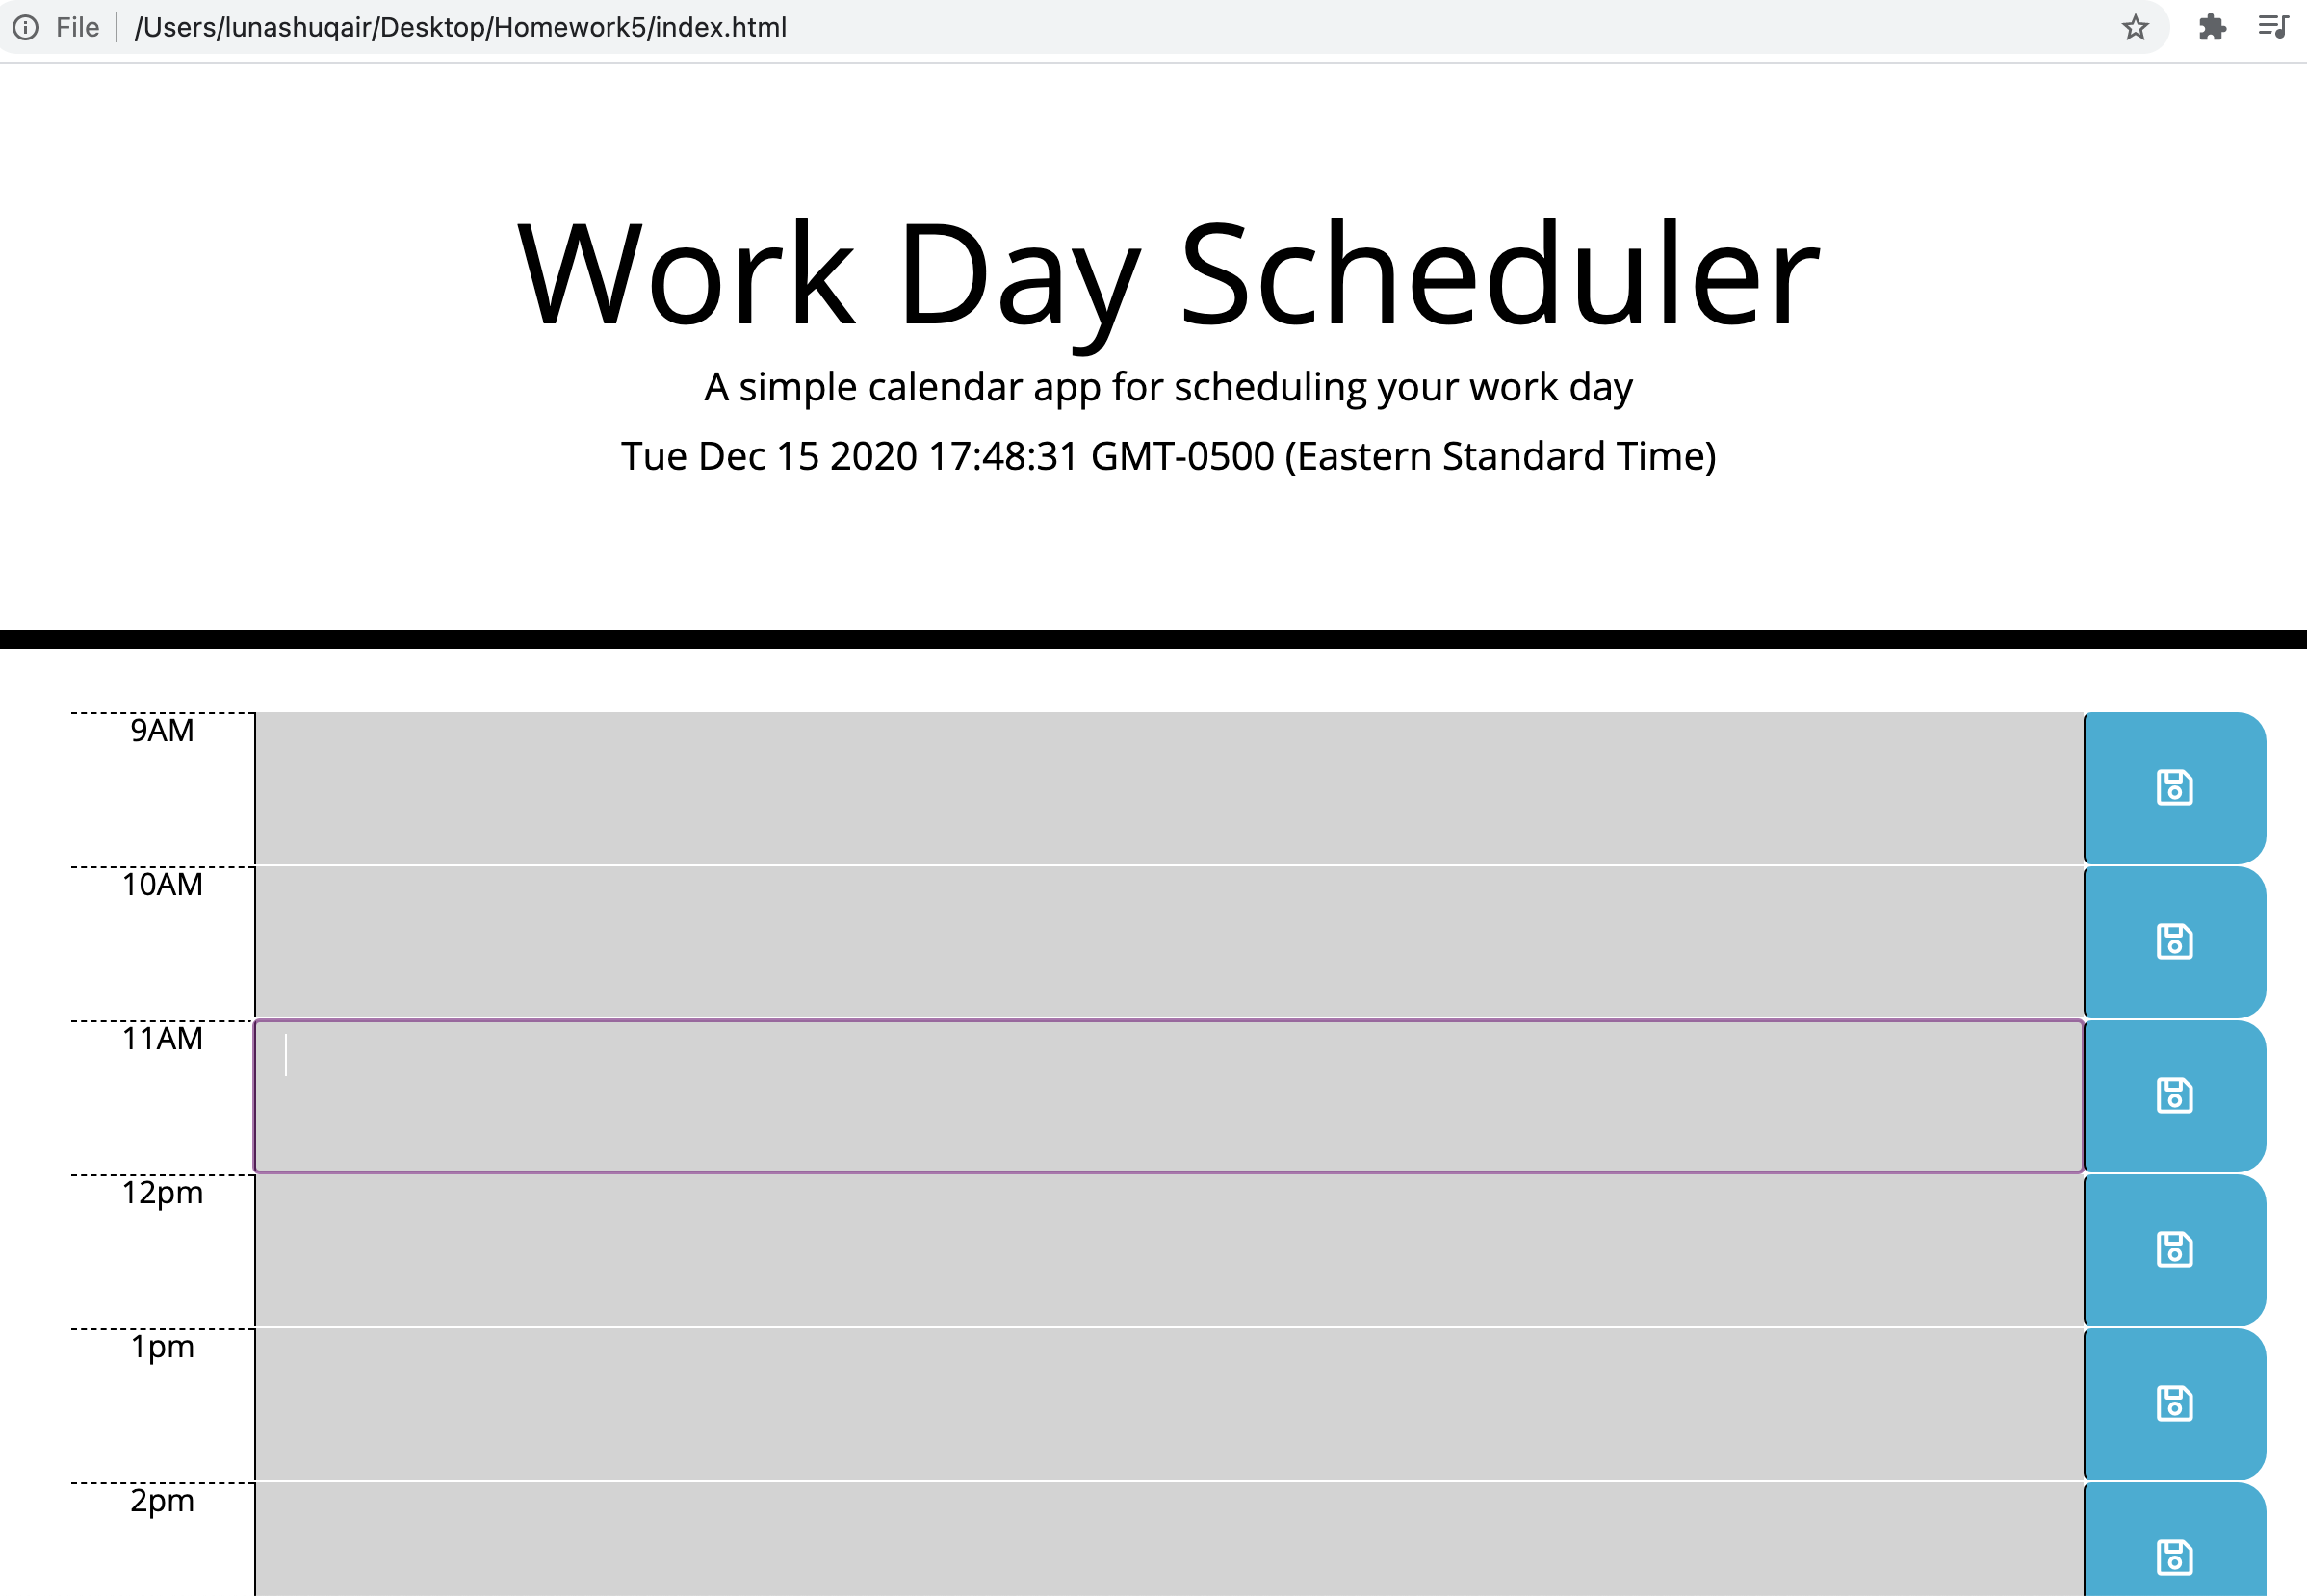 File /Users/lunashuqair/Desktop/Homework5/index.html
Work Day Scheduler
A simple calendar app for scheduling your work day
Tue Dec 15 2020 17:48:31 GMT-0500 (Eastern Standard Time)
9AM
10AM
11AM
12pm
1pm
2pm